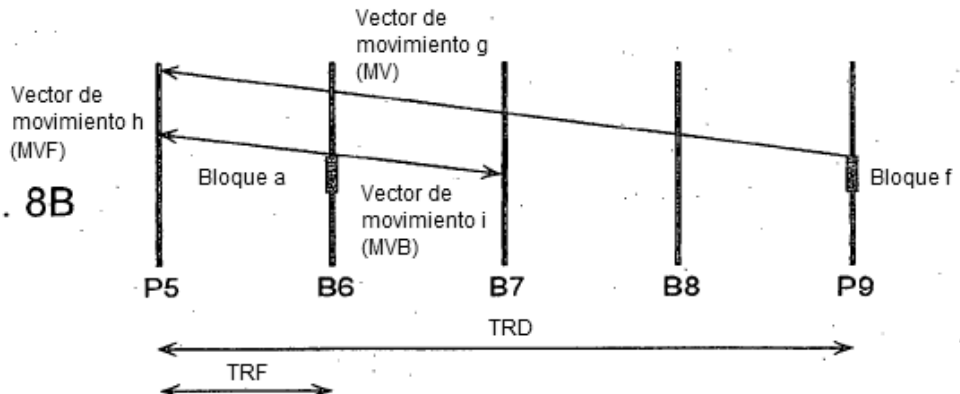 Vector de
movimiento g
(MV)
Vector de
movimiento h
(MVF)
Bloque a
Bloque f
. 8B
Vector de
movimiento i
(MVB)
P5 B6 B7 B8 P9
TRD
TRF